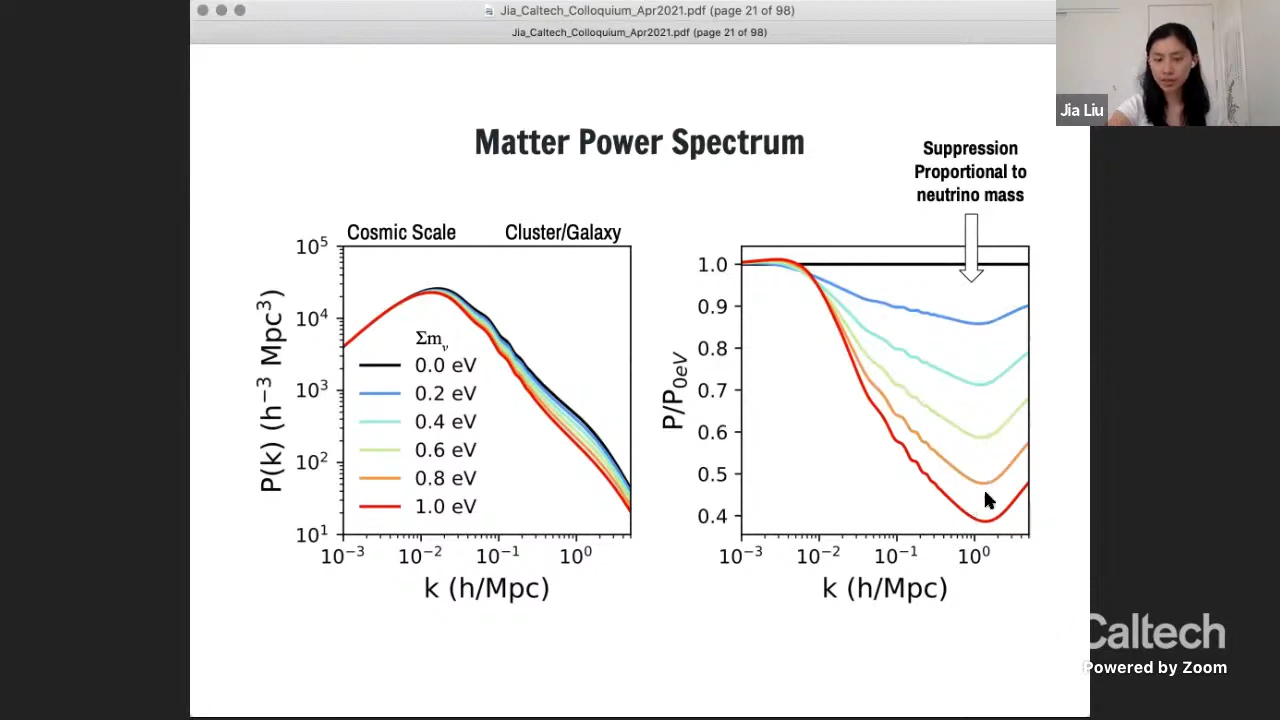 Jia_Caltech_Colloquium_Apr2021.pdf (page 21 of 98)
Jia_Caltech_Colloquium_Apr2021.pdf (page 21 of 98)
Jia Liu
Matter Power Spectrum
Suppression
Proportional to
neutrino mass
Cosmic Scale
Cluster/Galaxy
10⁵
10⁴
10³
10²
10¹
P(k) (h⁻³ Mpc³)
Σmᵥ
0.0 eV
0.2 eV
0.4 eV
0.6 eV
0.8 eV
1.0 eV
10⁻³ 10⁻² 10⁻¹ 10⁰
k (h/Mpc)
1.0
0.9
0.8
0.7
0.6
0.5
0.4
P/P₀eV
10⁻³ 10⁻² 10⁻¹ 10⁰
k (h/Mpc)
Caltech
Powered by Zoom